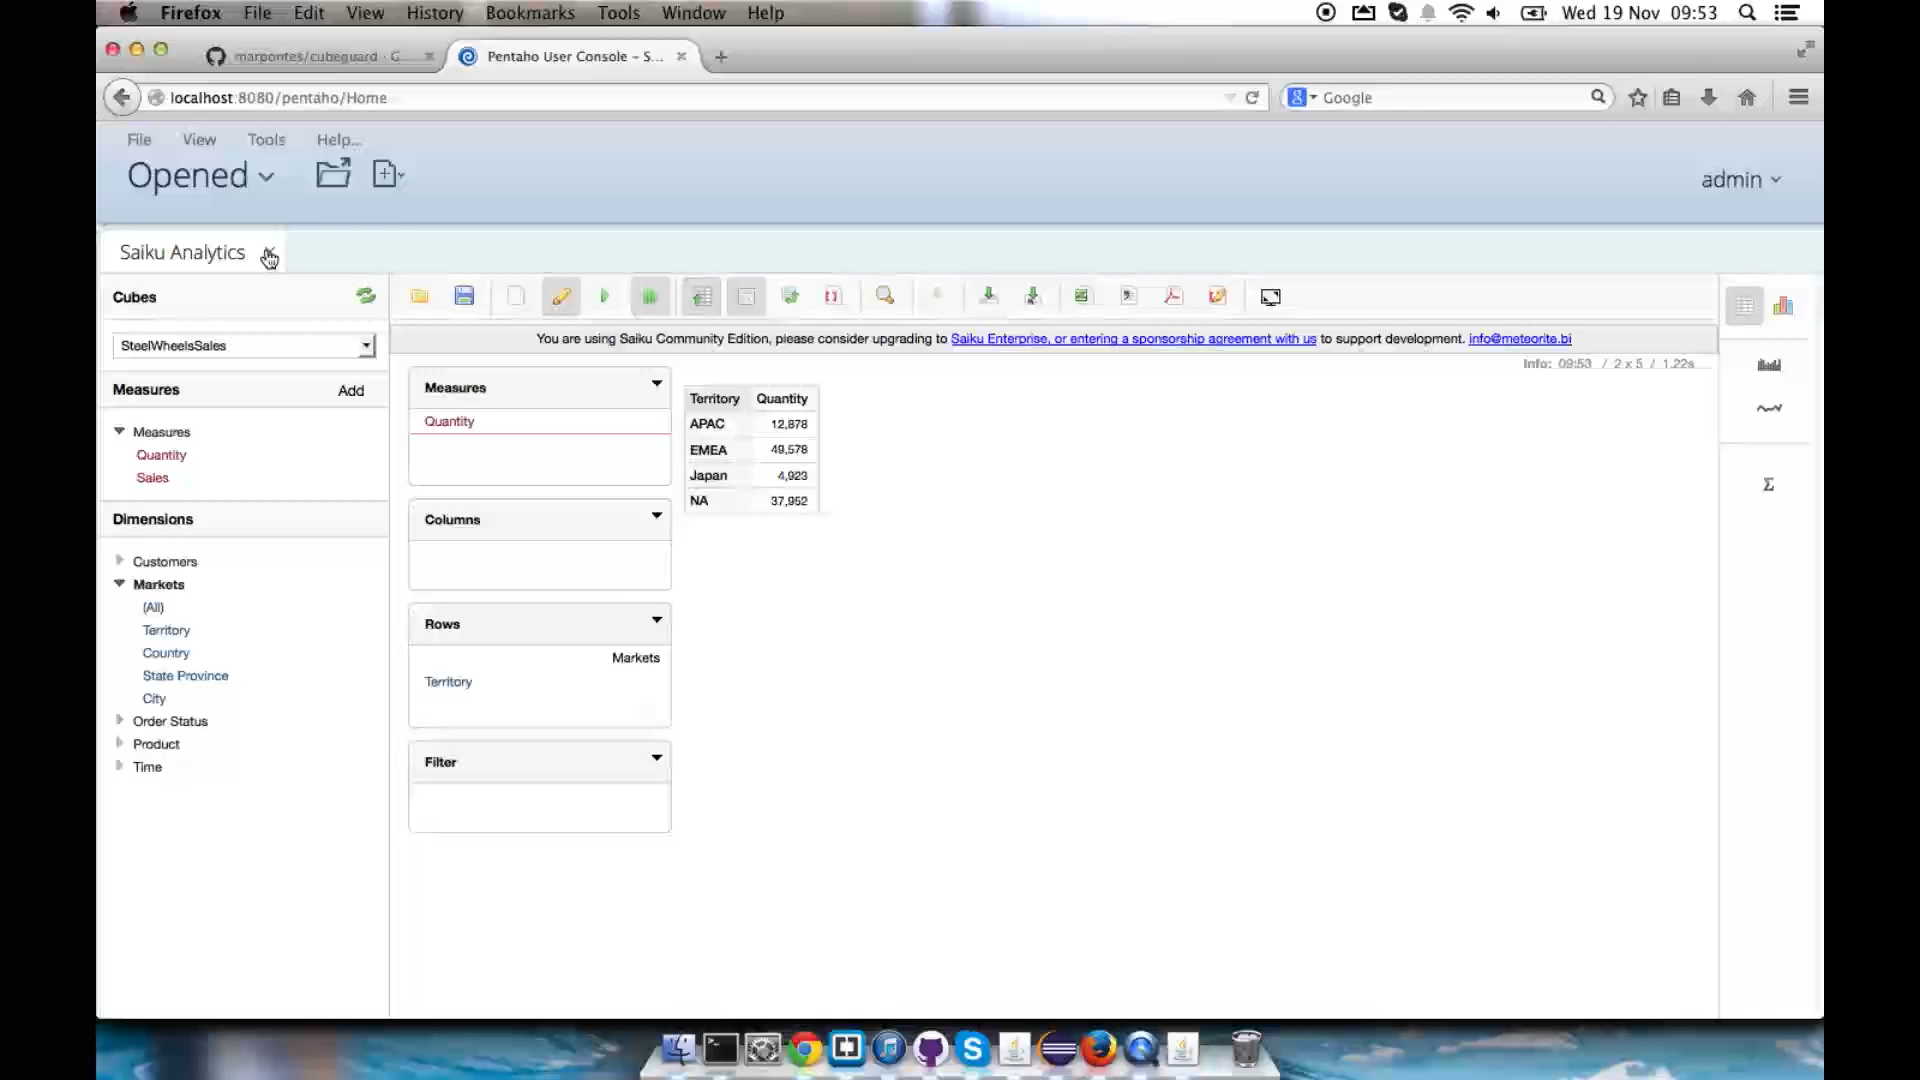 Firefox File Edit View History Bookmarks Tools Window Help
Wed 19 Nov 09:53
marpontes/cubeguard · G...
Pentaho User Console – S...
localhost:8080/pentaho/Home
Google
File View Tools Help...
Opened
admin
Saiku Analytics
Cubes
SteelWheelsSales
You are using Saiku Community Edition, please consider upgrading to Saiku Enterprise, or entering a sponsorship agreement with us to support development. info@meteorite.bi
Info: 09:53 / 2 x 5 / 1.22s
Measures Add
Measures
Quantity
Sales
Dimensions
Customers
Markets
(All)
Territory
Country
State Province
City
Order Status
Product
Time
Measures
Quantity
Columns
Rows
Markets
Territory
Filter
Territory Quantity
APAC 12,878
EMEA 49,578
Japan 4,923
NA 37,952
Σ